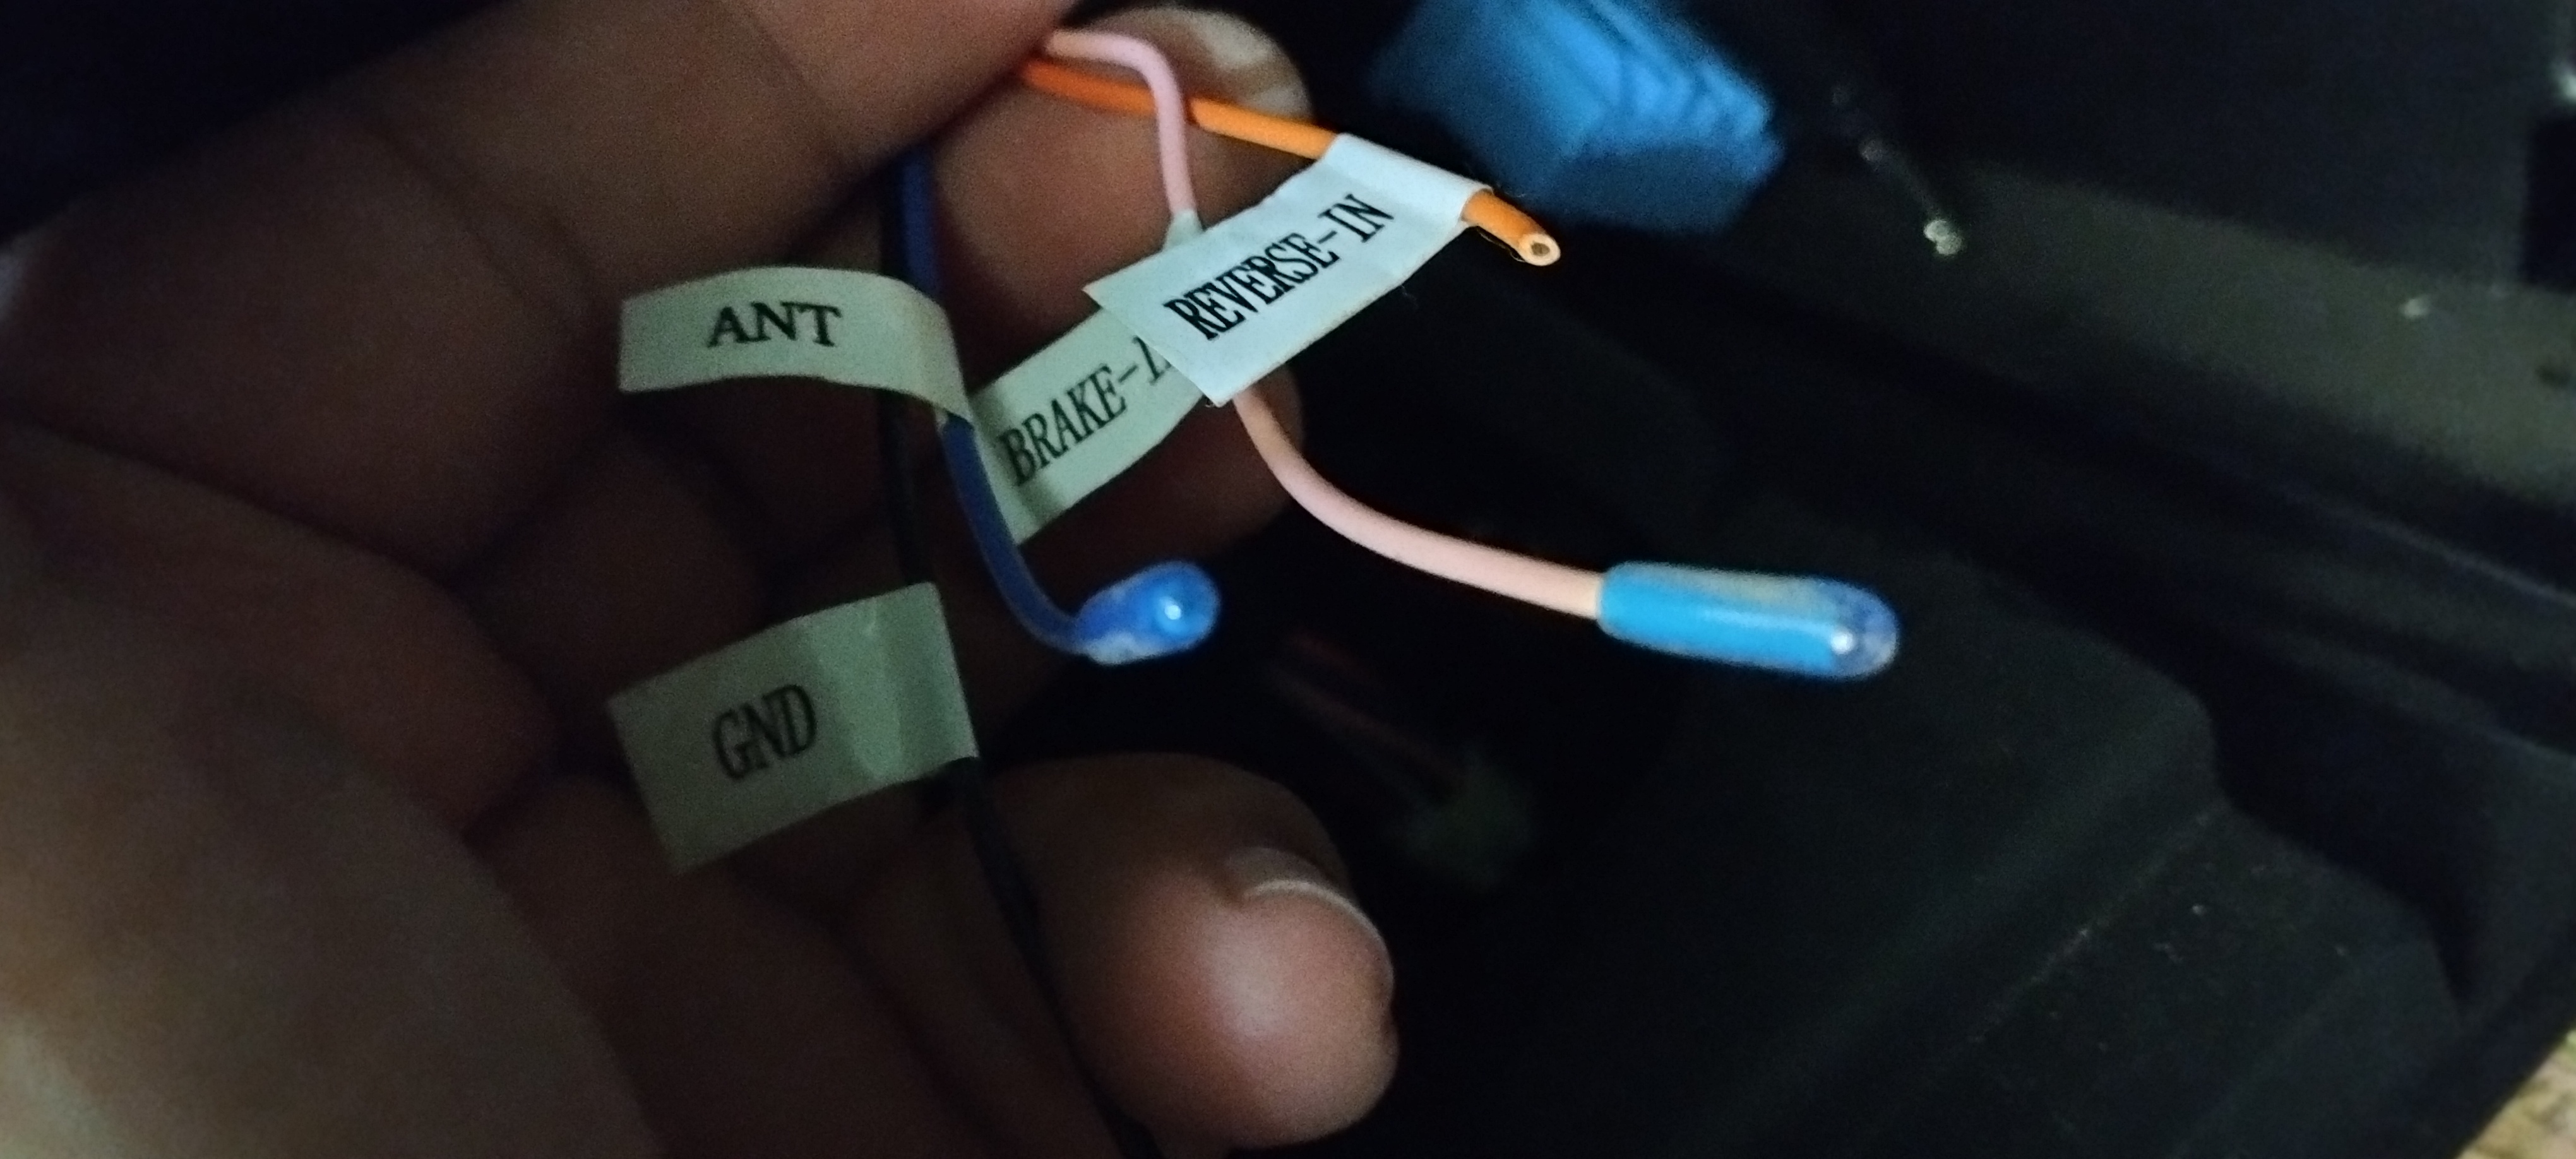 REVERSE-IN
ANT
BRAKE-
GND